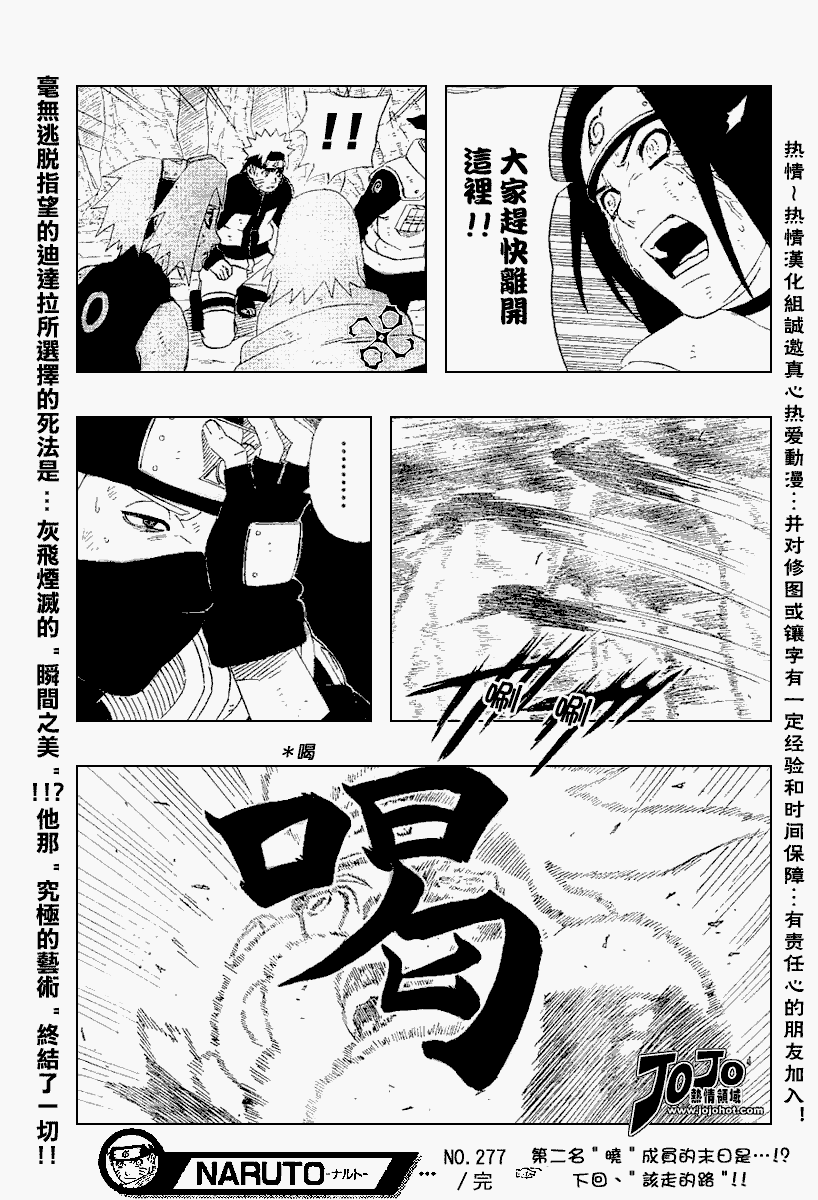 热情～热情漢化組誠邀真心热爱動漫…并对修图或镶字有一定经验和时间保障…有责任心的朋友加入！
大家趕快離開
這裡!!
!!
………
＊喝
喝
毫無逃脱指望的迪達拉所選擇的死法是…灰飛煙滅的"瞬間之美"!!?他那"究極的藝術"終結了一切!!
JOJO
熱情領域
www.jojohot.com
NARUTO-ナルト-
…
NO.277
/完
第二名"曉"成員的末日是…!?
下回、"該走的路"!!